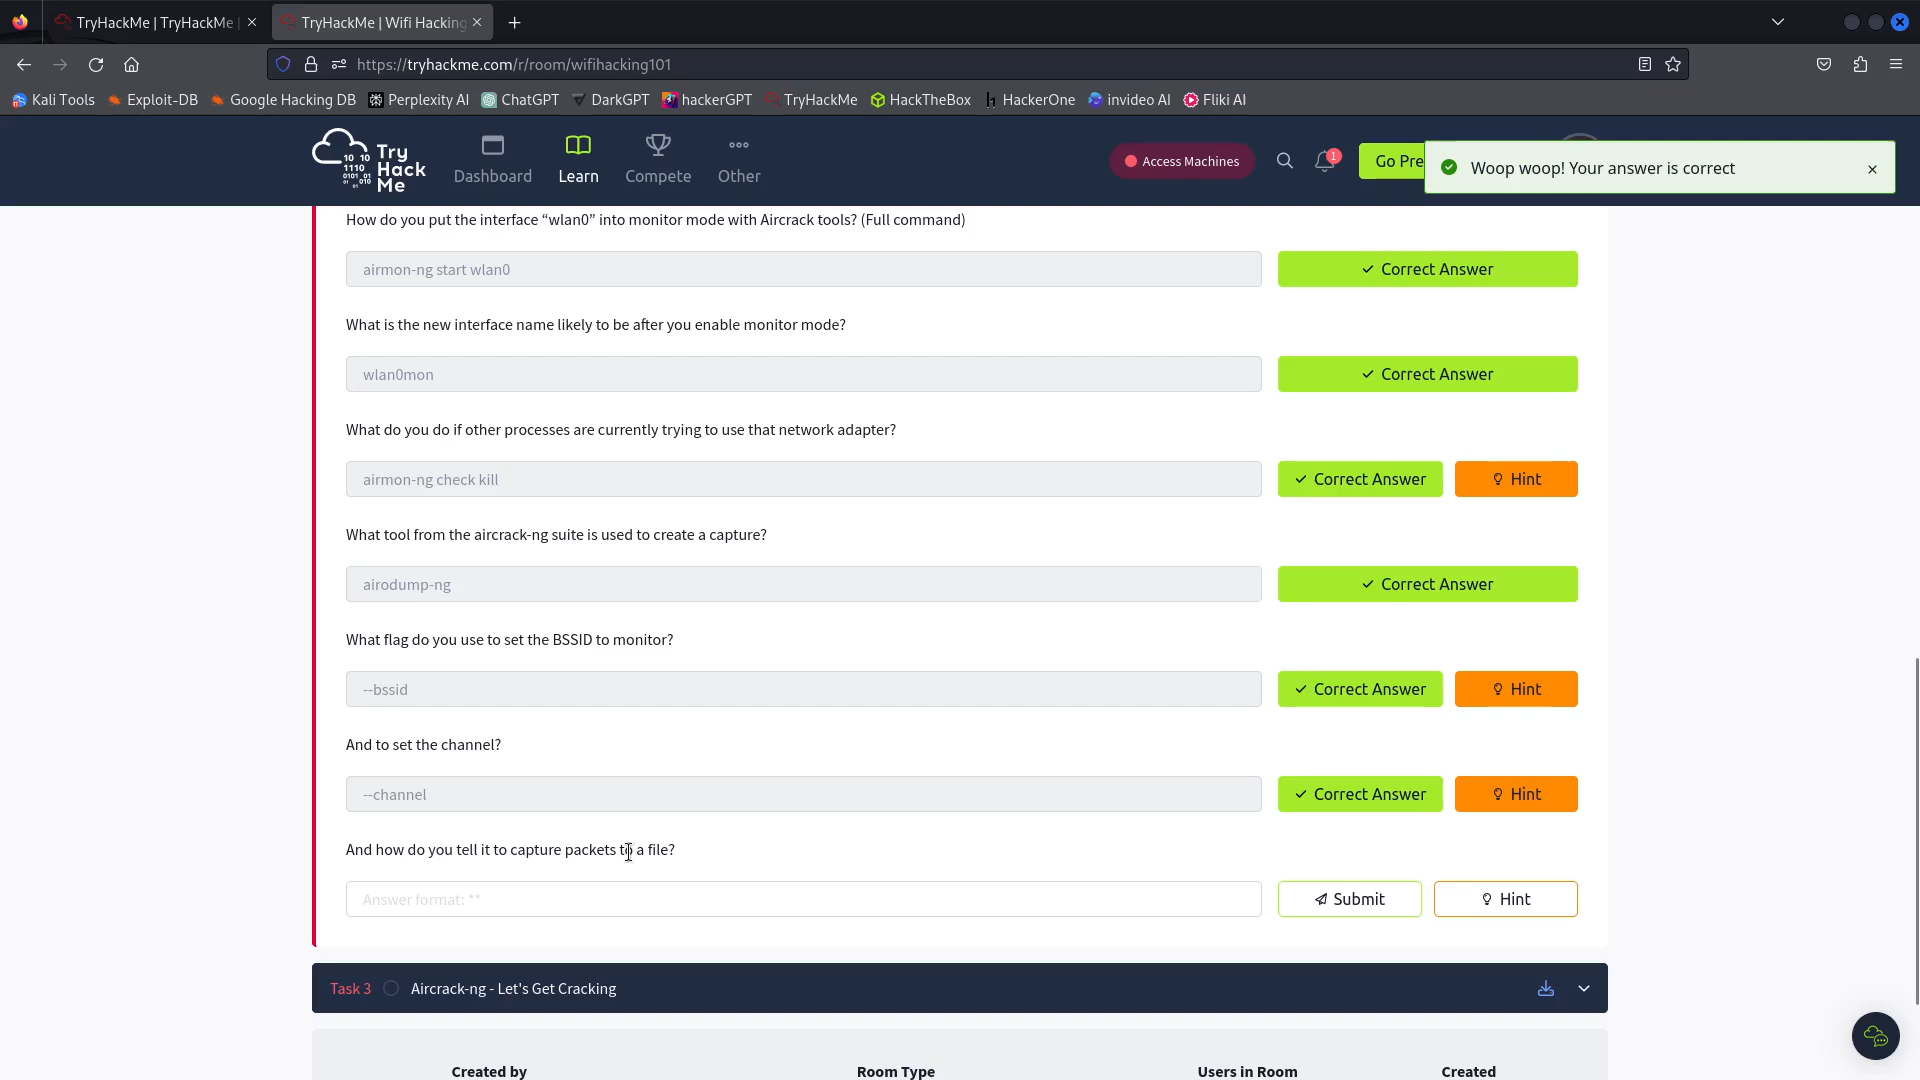 TryHackMe | TryHackMe
TryHackMe | Wifi Hacking
https://tryhackme.com/r/room/wifihacking101
Kali Tools
Exploit-DB
Google Hacking DB
Perplexity AI
ChatGPT
DarkGPT
hackerGPT
TryHackMe
HackTheBox
HackerOne
invideo AI
Fliki AI
Try
Hack
Me
Dashboard
Learn
Compete
Other
Access Machines
1
Go Pre
Woop woop! Your answer is correct
How do you put the interface “wlan0” into monitor mode with Aircrack tools? (Full command)
airmon-ng start wlan0
Correct Answer
What is the new interface name likely to be after you enable monitor mode?
wlan0mon
Correct Answer
What do you do if other processes are currently trying to use that network adapter?
airmon-ng check kill
Correct Answer
Hint
What tool from the aircrack-ng suite is used to create a capture?
airodump-ng
Correct Answer
What flag do you use to set the BSSID to monitor?
--bssid
Correct Answer
Hint
And to set the channel?
--channel
Correct Answer
Hint
And how do you tell it to capture packets to a file?
Answer format: **
Submit
Hint
Task 3
Aircrack-ng - Let's Get Cracking
Created by
Room Type
Users in Room
Created